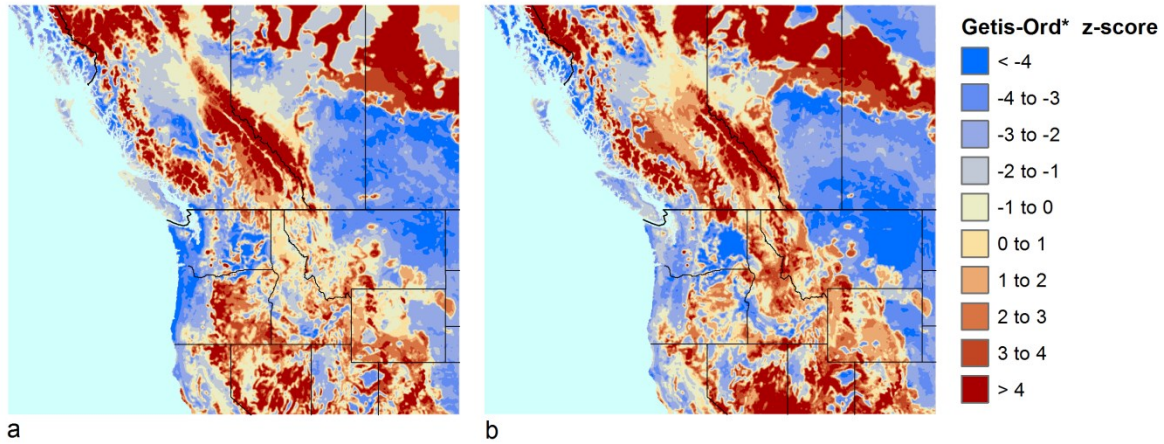 Getis-Ord* z-score
< -4
-4 to -3
-3 to -2
-2 to -1
-1 to 0
0 to 1
1 to 2
2 to 3
3 to 4
> 4
a
b